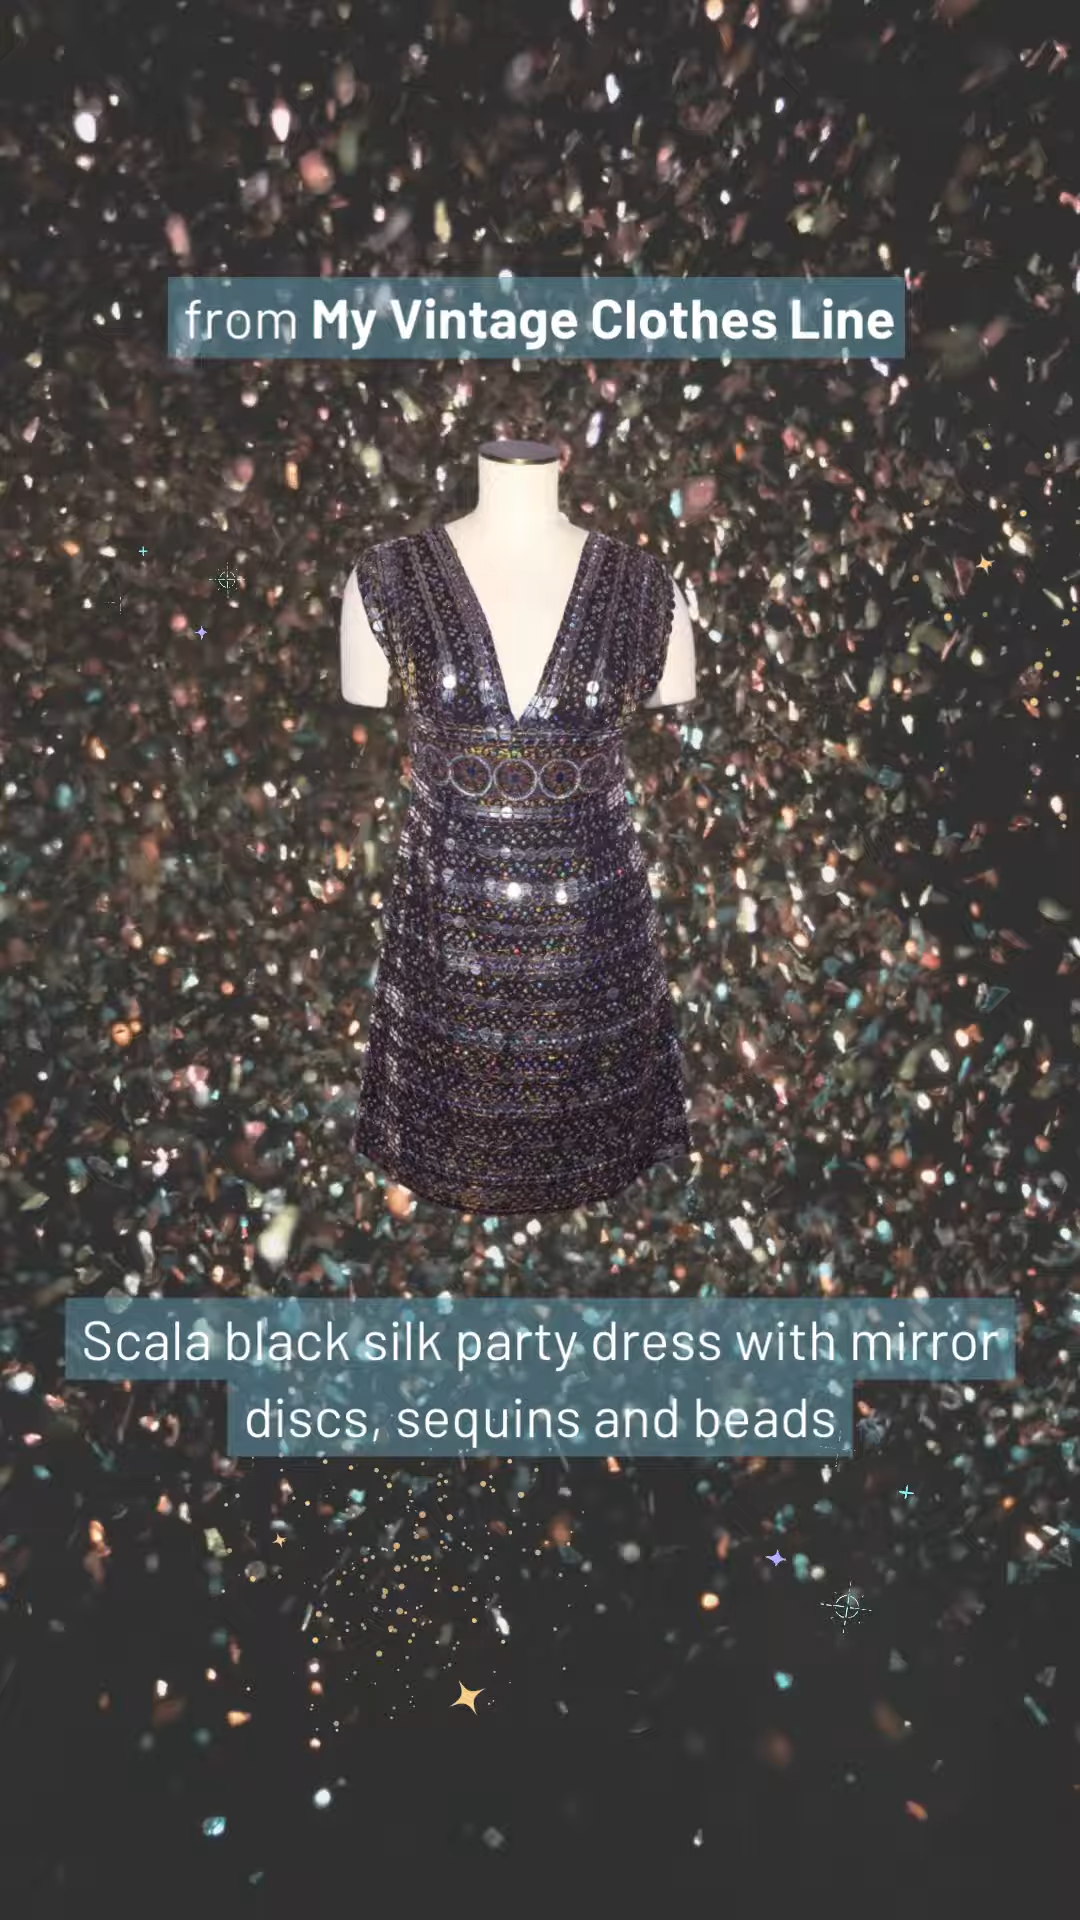 from My Vintage Clothes Line
Scala black silk party dress with mirror
discs, sequins and beads